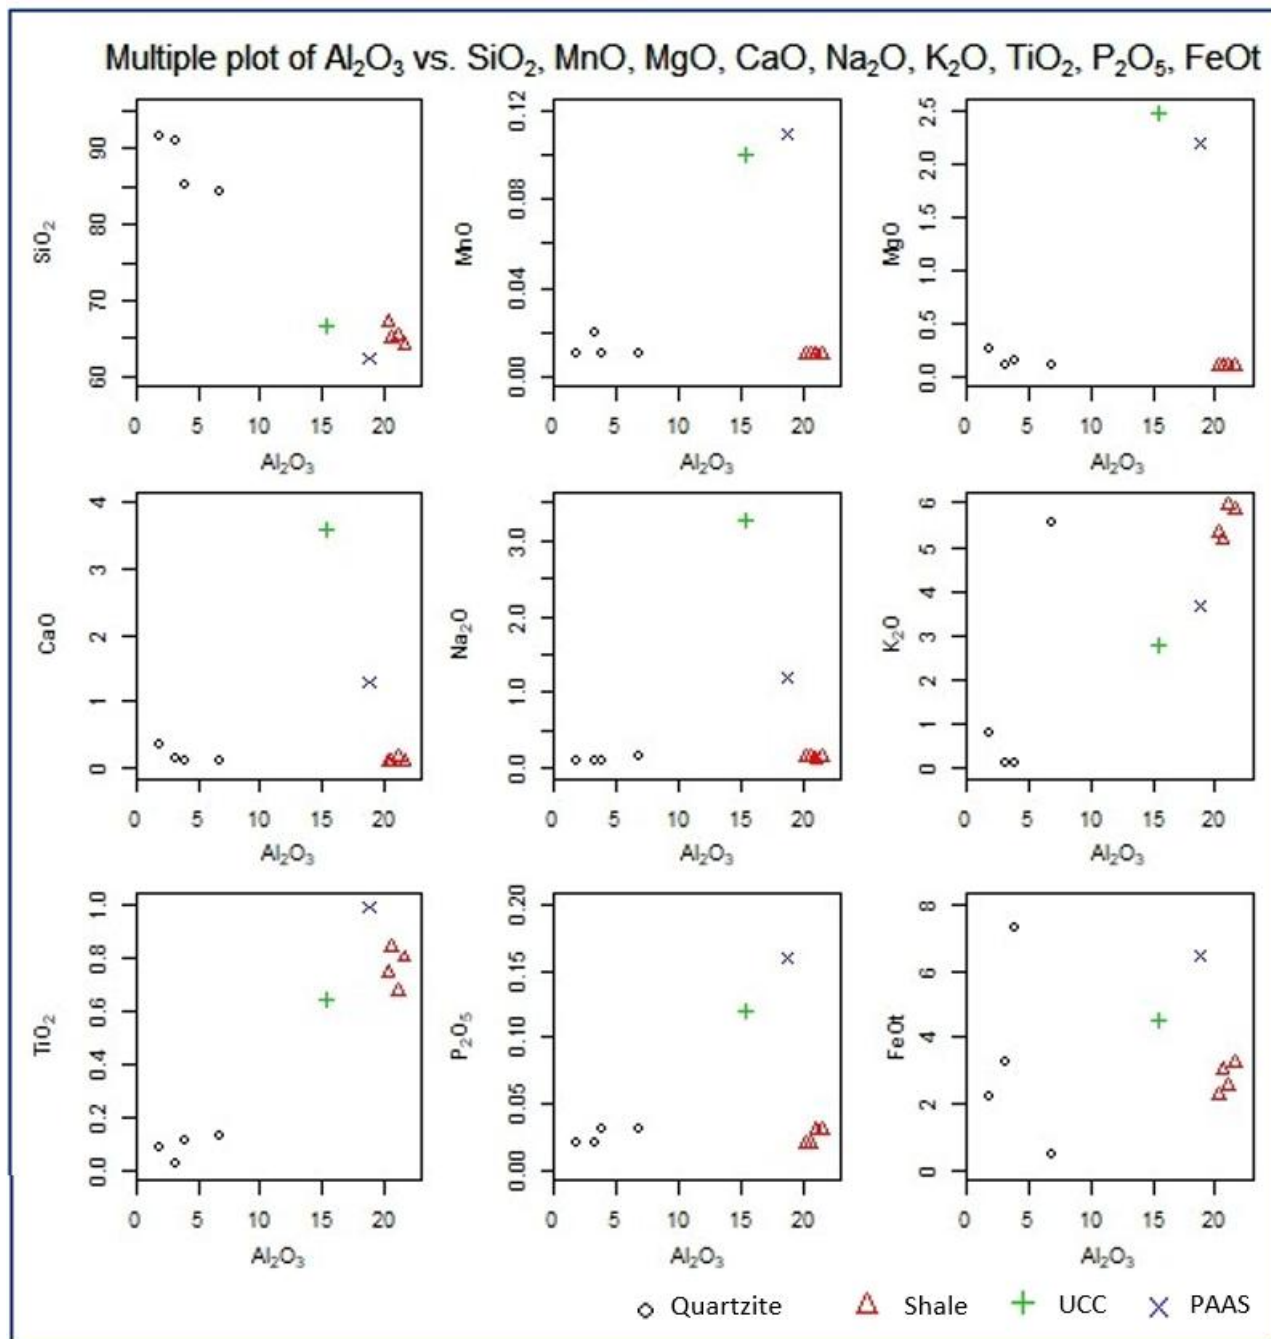 Multiple plot of Al₂O₃ vs. SiO₂, MnO, MgO, CaO, Na₂O, K₂O, TiO₂, P₂O₅, FeOt
SiO₂
90
80
70
60
0 5 10 15 20
Al₂O₃
MnO
0.12
0.08
0.04
0.00
0 5 10 15 20
Al₂O₃
MgO
2.5
2.0
1.5
1.0
0.5
0.0
0 5 10 15 20
Al₂O₃
CaO
4
3
2
1
0
0 5 10 15 20
Al₂O₃
Na₂O
3.0
2.0
1.0
0.0
0 5 10 15 20
Al₂O₃
K₂O
6
5
4
3
2
1
0
0 5 10 15 20
Al₂O₃
TiO₂
1.0
0.8
0.6
0.4
0.2
0.0
0 5 10 15 20
Al₂O₃
P₂O₅
0.20
0.15
0.10
0.05
0.00
0 5 10 15 20
Al₂O₃
FeOt
8
6
4
2
0
0 5 10 15 20
Al₂O₃
Quartzite Shale UCC PAAS